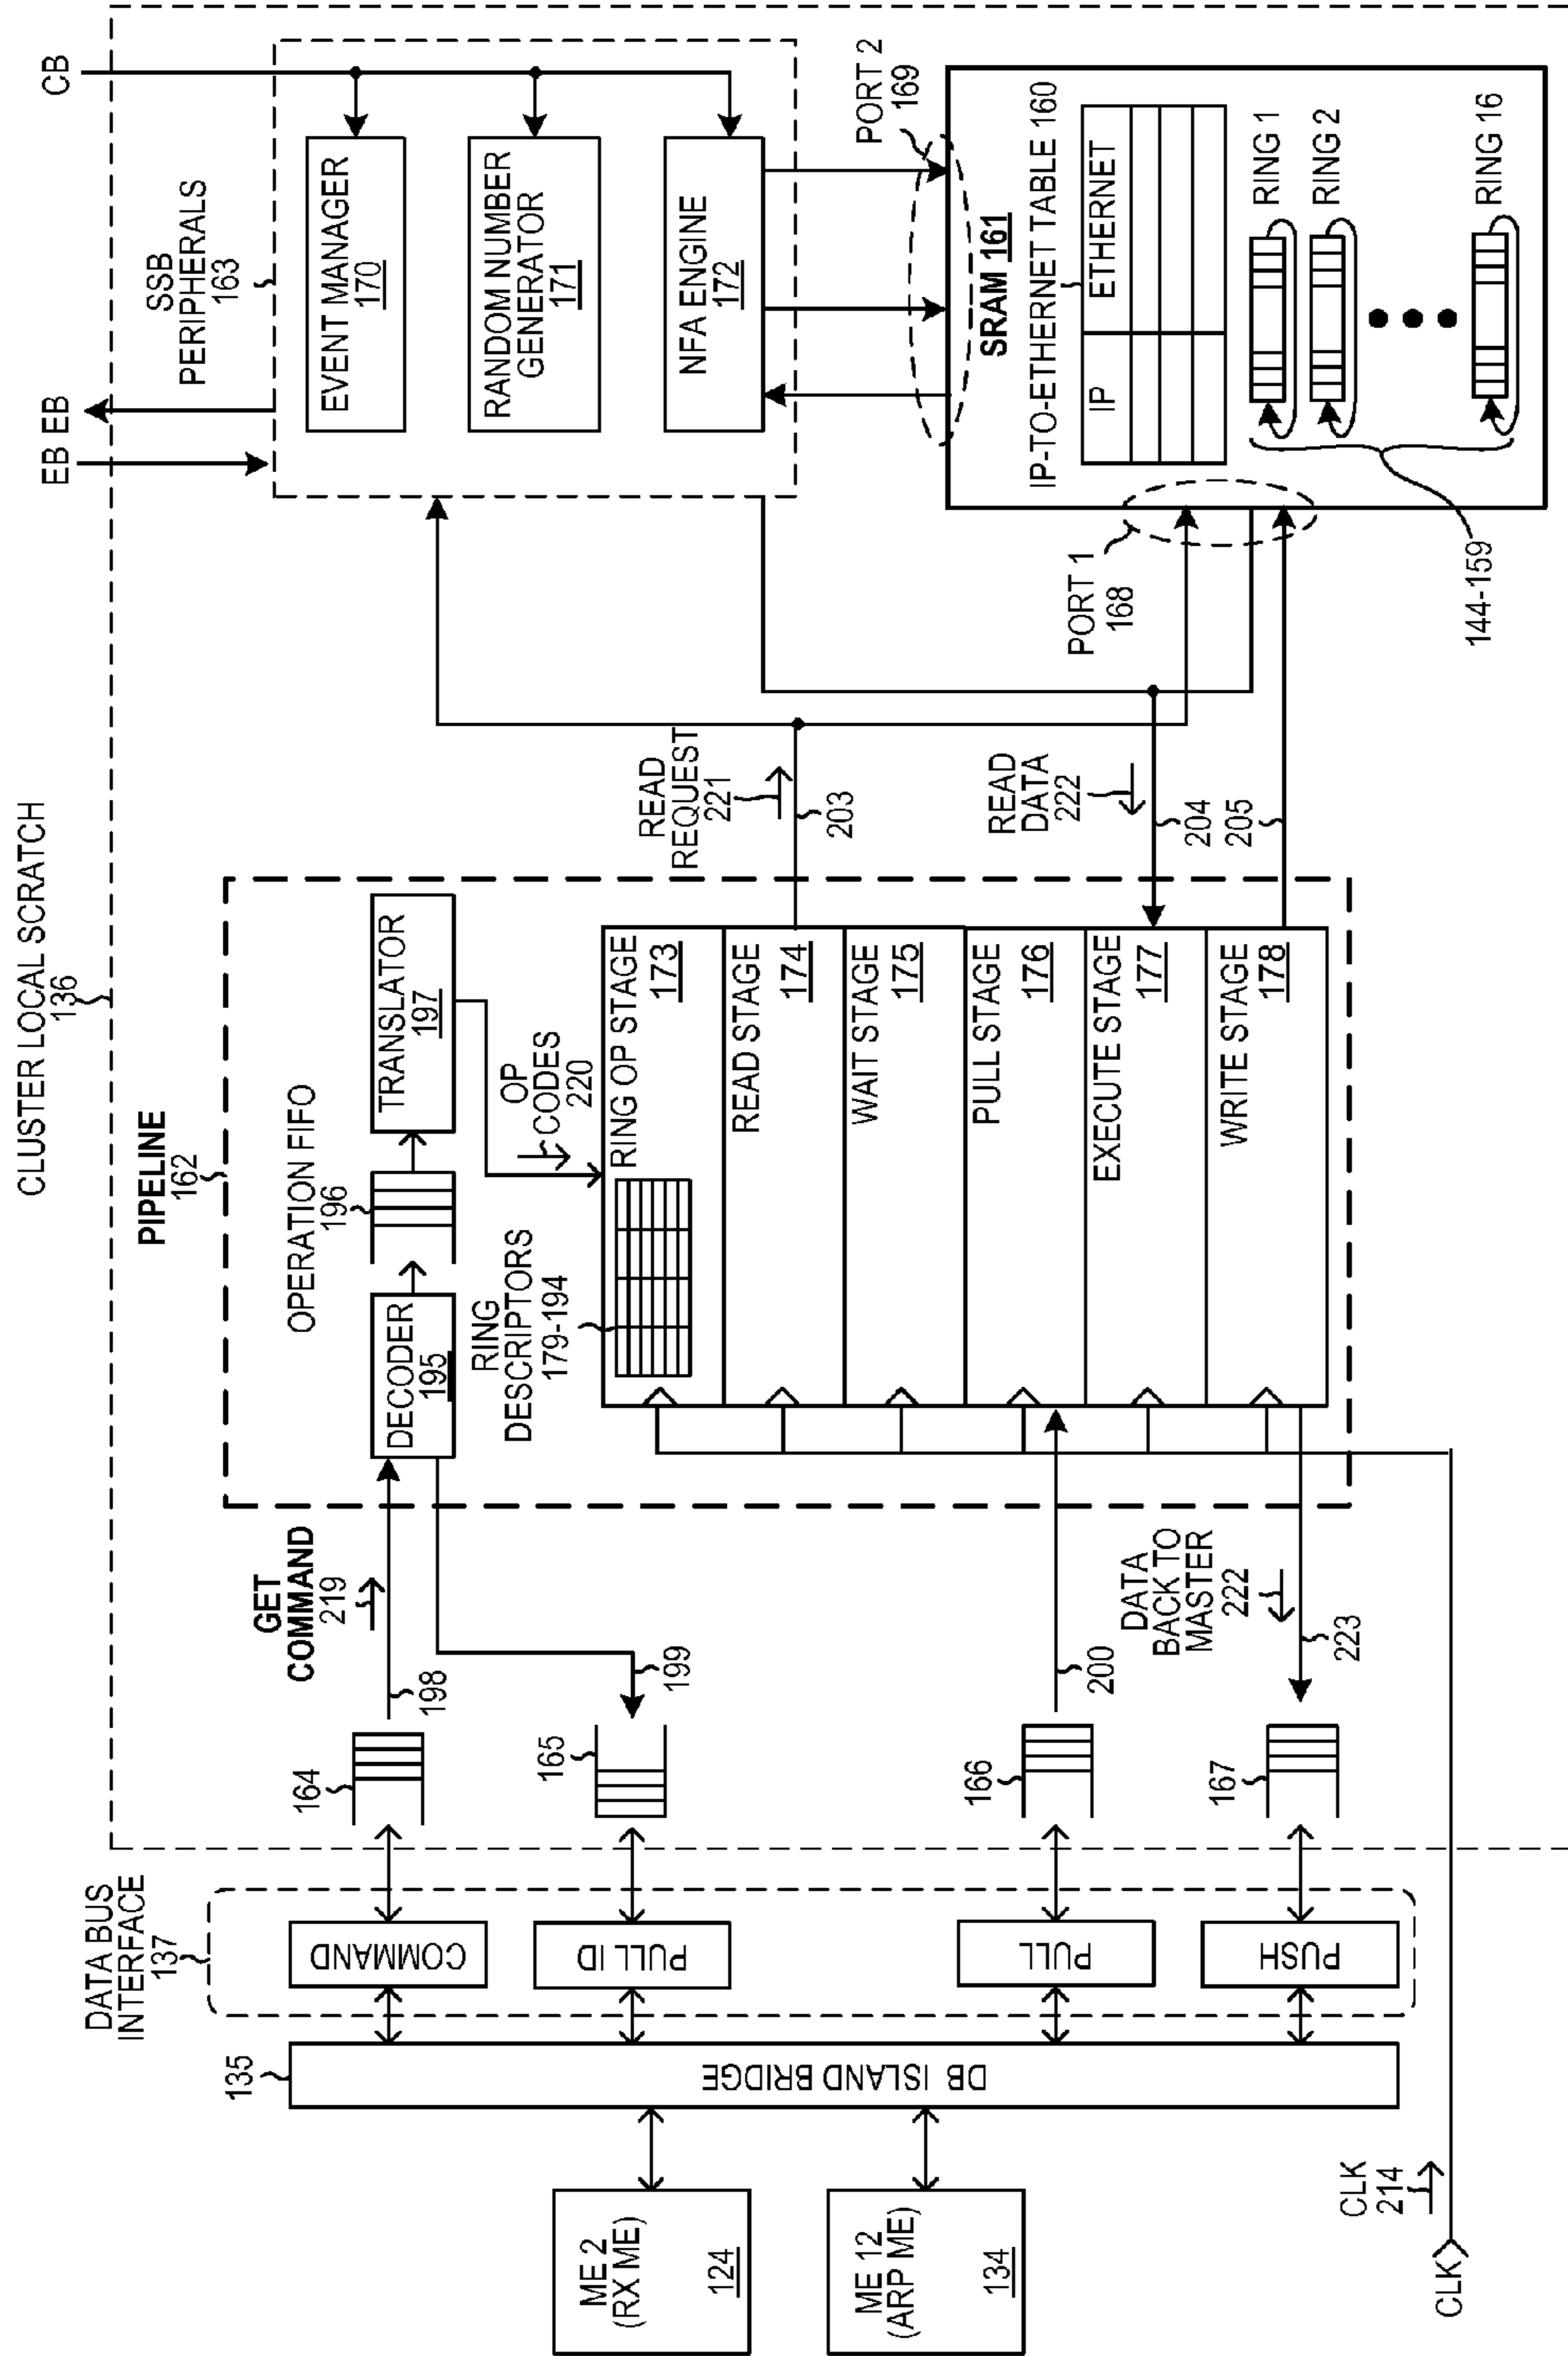 CLUSTER LOCAL SCRATCH
136
DATA BUS
INTERFACE
137
135
DB ISLAND BRIDGE
COMMAND
PULL ID
PULL
PUSH
ME 2
(RX ME)
124
ME 12
(ARP ME)
134
CLK
CLK
214
164
198
GET
COMMAND
219
165
199
166
200
167
DATA
BACK TO
MASTER
222
223
PIPELINE
162
DECODER
195
OPERATION FIFO
196
TRANSLATOR
197
OP
CODES
220
RING
DESCRIPTORS
179-194
RING OP STAGE
173
READ STAGE
174
WAIT STAGE
175
PULL STAGE
176
EXECUTE STAGE
177
WRITE STAGE
178
READ
REQUEST
221
203
READ
DATA
222
204
205
EB EB
CB
SSB
PERIPHERALS
163
EVENT MANAGER
170
RANDOM NUMBER
GENERATOR
171
NFA ENGINE
172
PORT 2
169
PORT 1
168
SRAM 161
IP-TO-ETHERNET TABLE 160
IP
ETHERNET
RING 1
RING 2
RING 16
144-159